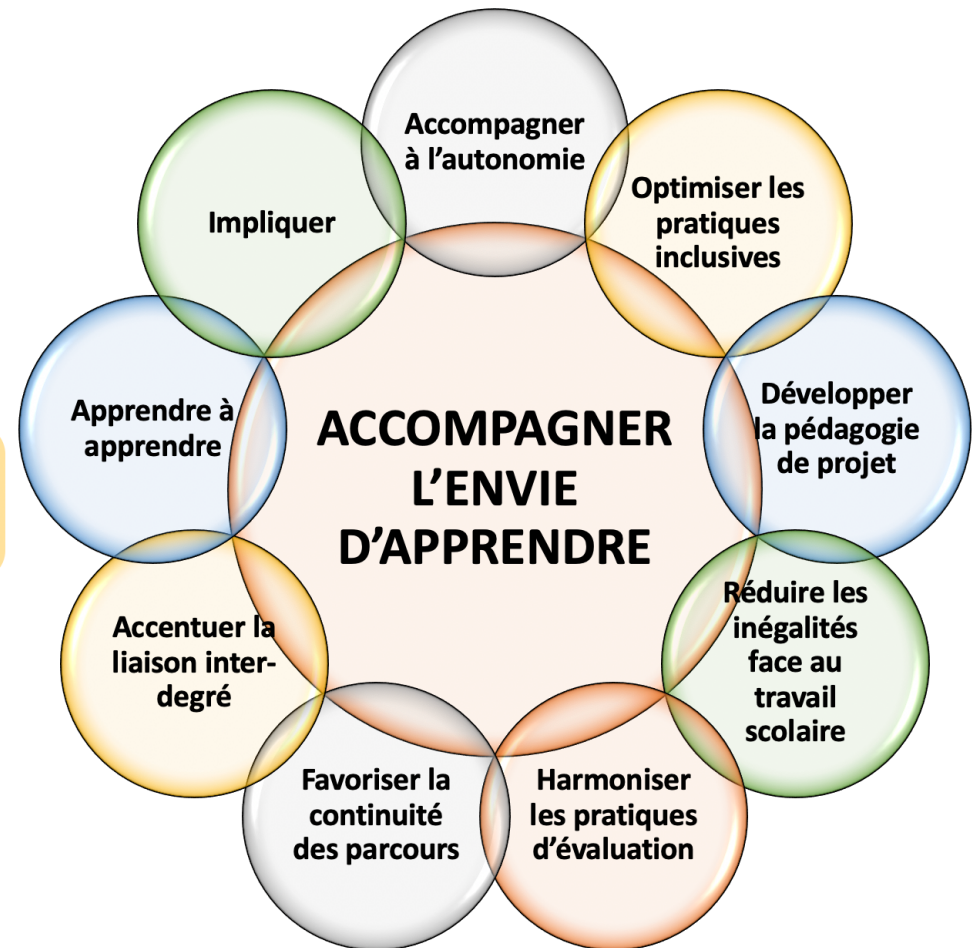 Accompagner
à l’autonomie
Optimiser les
pratiques
inclusives
Développer
la pédagogie
de projet
Réduire les
inégalités
face au
travail
scolaire
Harmoniser
les pratiques
d’évaluation
Favoriser la
continuité
des parcours
Accentuer la
liaison inter-
degré
Apprendre à
apprendre
Impliquer
ACCOMPAGNER
L’ENVIE
D’APPRENDRE